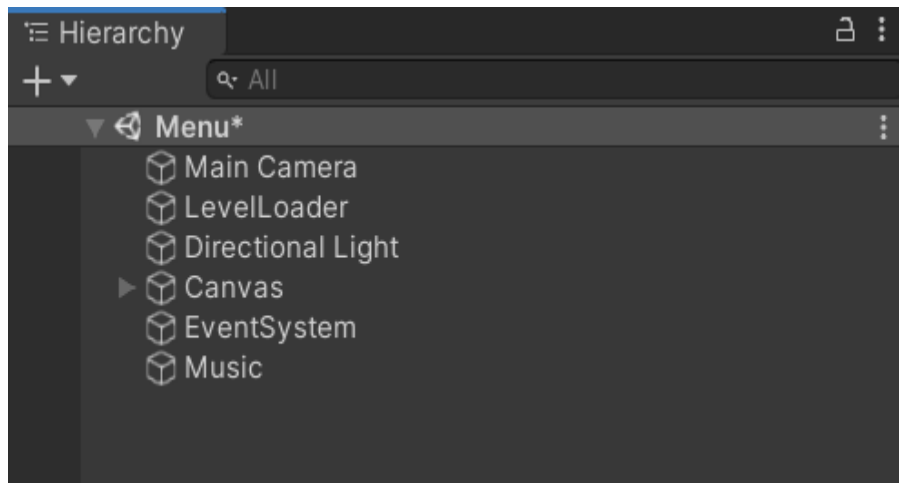 Hierarchy
All
Menu*
Main Camera
LevelLoader
Directional Light
Canvas
EventSystem
Music